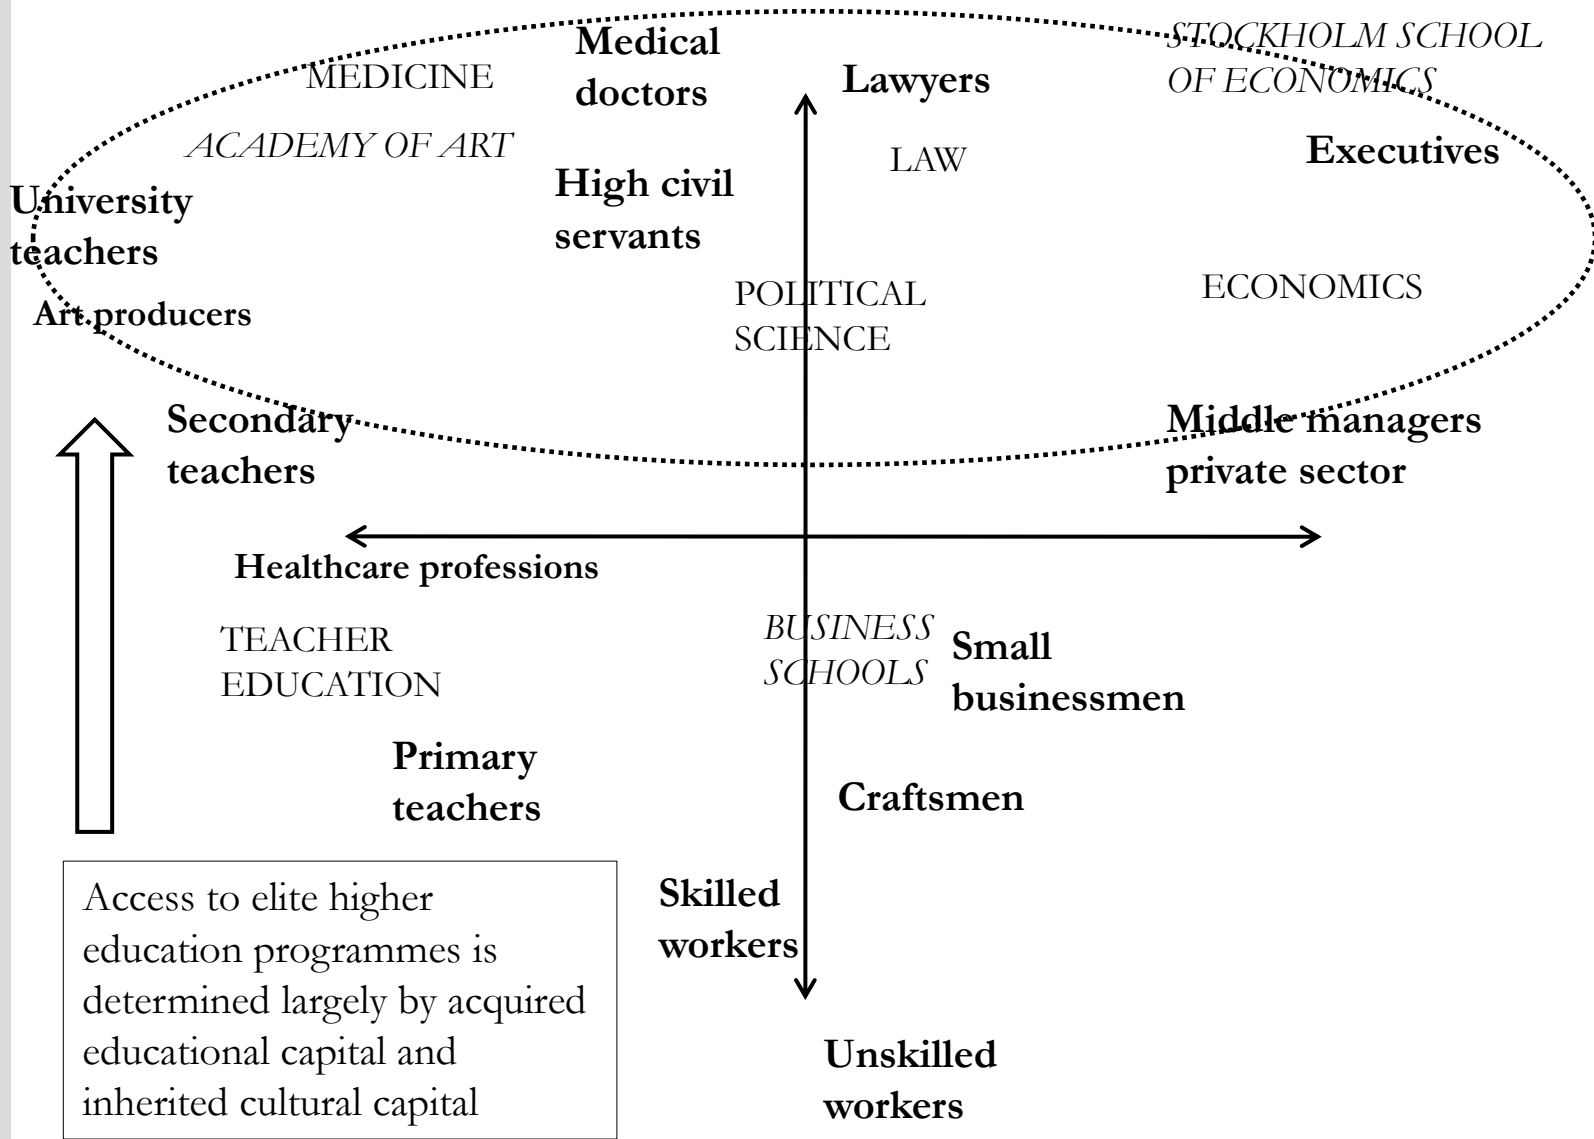 Medical
doctors
STOCKHOLM SCHOOL
OF ECONOMICS
MEDICINE
Lawyers
ACADEMY OF ART
LAW
Executives
University
teachers
High civil
servants
Art producers
POLITICAL
SCIENCE
ECONOMICS
Secondary
teachers
Middle managers
private sector
Healthcare professions
TEACHER
EDUCATION
BUSINESS
SCHOOLS
Small
businessmen
Primary
teachers
Craftsmen
Access to elite higher
education programmes is
determined largely by acquired
educational capital and
inherited cultural capital
Skilled
workers
Unskilled
workers